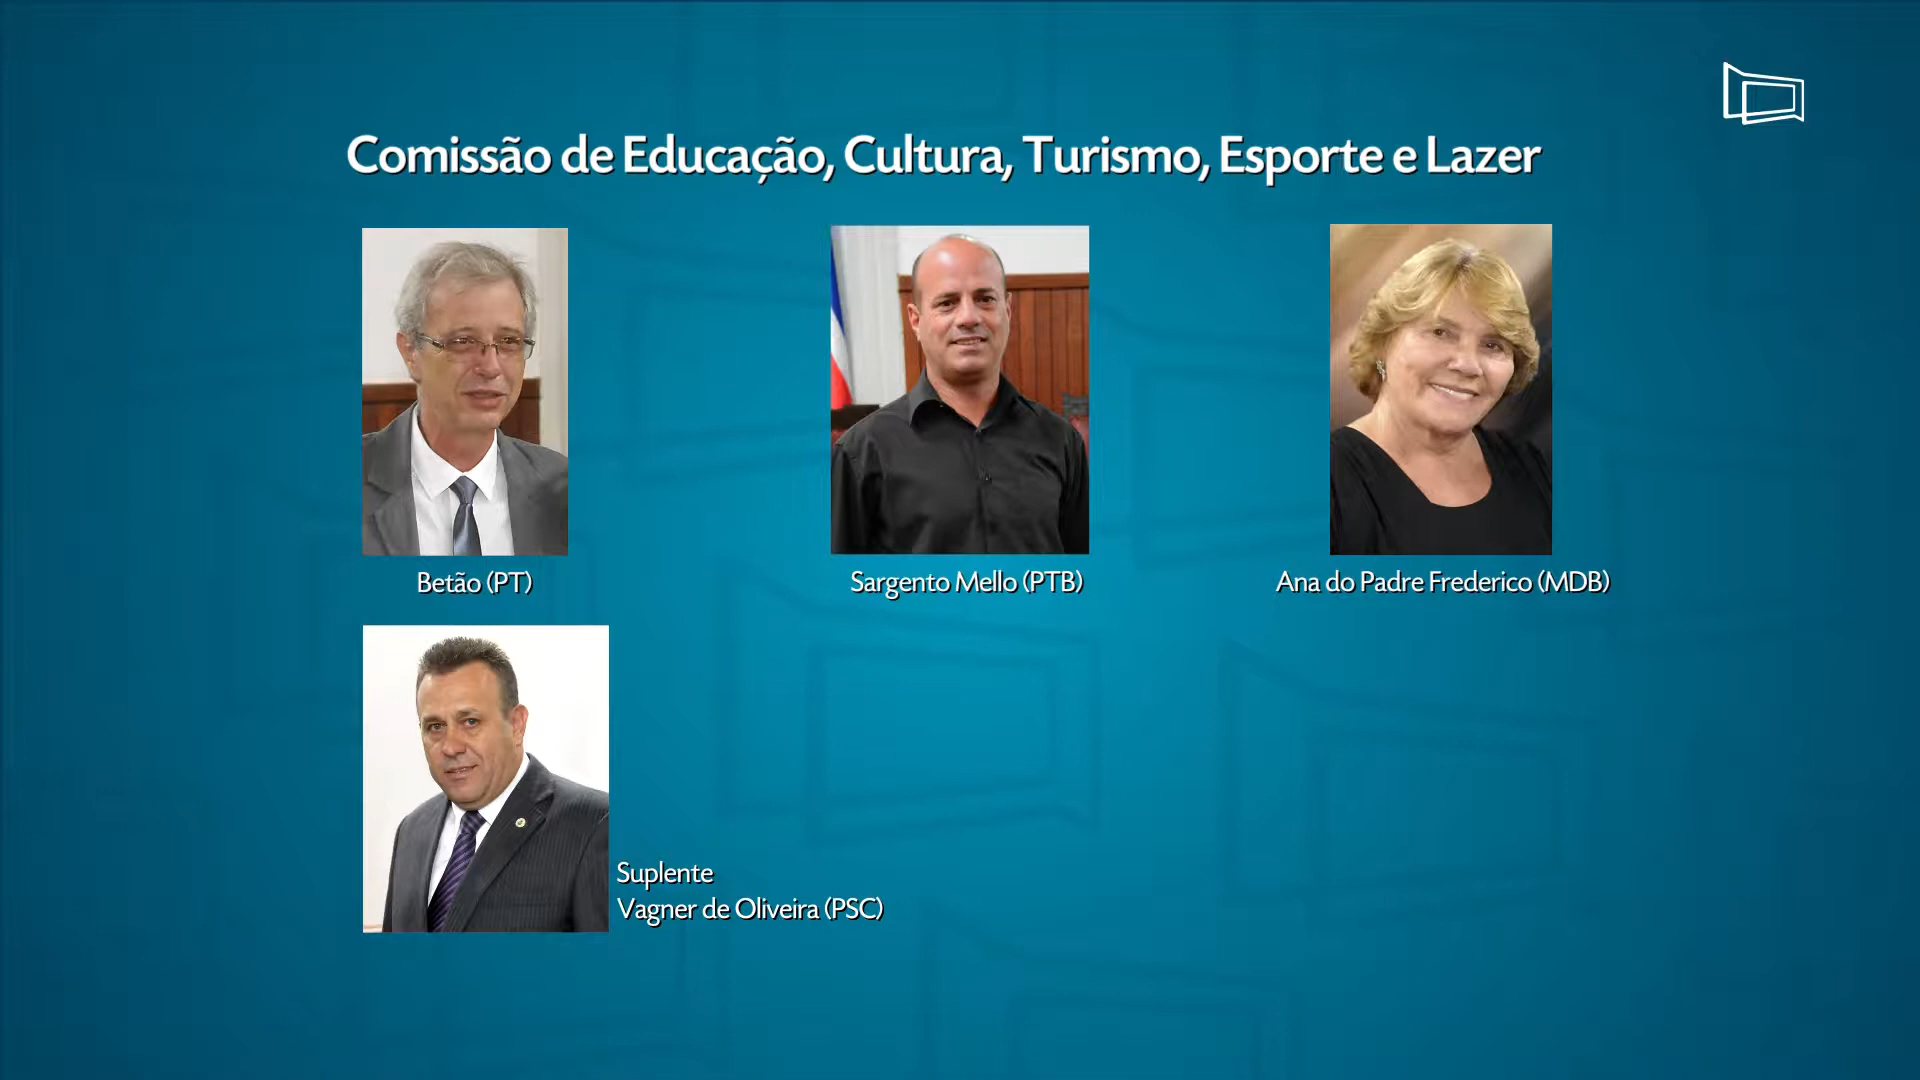 Comissão de Educação, Cultura, Turismo, Esporte e Lazer
Betão (PT)
Sargento Mello (PTB)
Ana do Padre Frederico (MDB)
Suplente
Vagner de Oliveira (PSC)